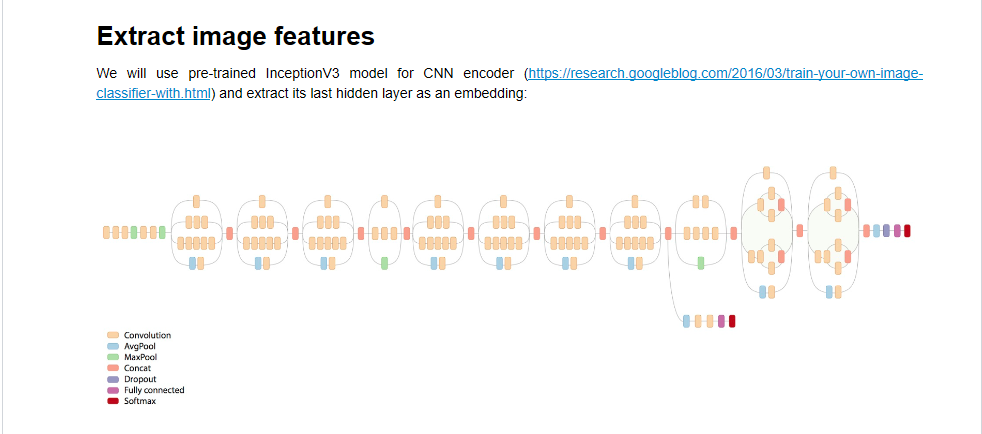 Extract image features
We will use pre-trained InceptionV3 model for CNN encoder (https://research.googleblog.com/2016/03/train-your-own-image-
classifier-with.html) and extract its last hidden layer as an embedding:
Convolution
AvgPool
MaxPool
Concat
Dropout
Fully connected
Softmax